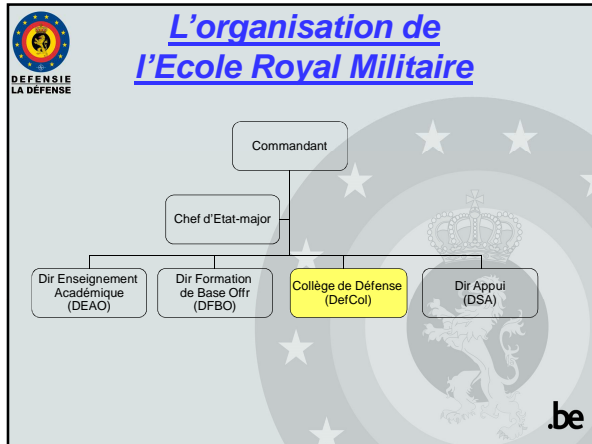 L'organisation de
l'Ecole Royal Militaire
DEFENSIE
LA DÉFENSE
Commandant
Chef d'Etat-major
Dir Enseignement
Académique
(DEAO)
Dir Formation
de Base Offr
(DFBO)
Collège de Défense
(DefCol)
Dir Appui
(DSA)
.be